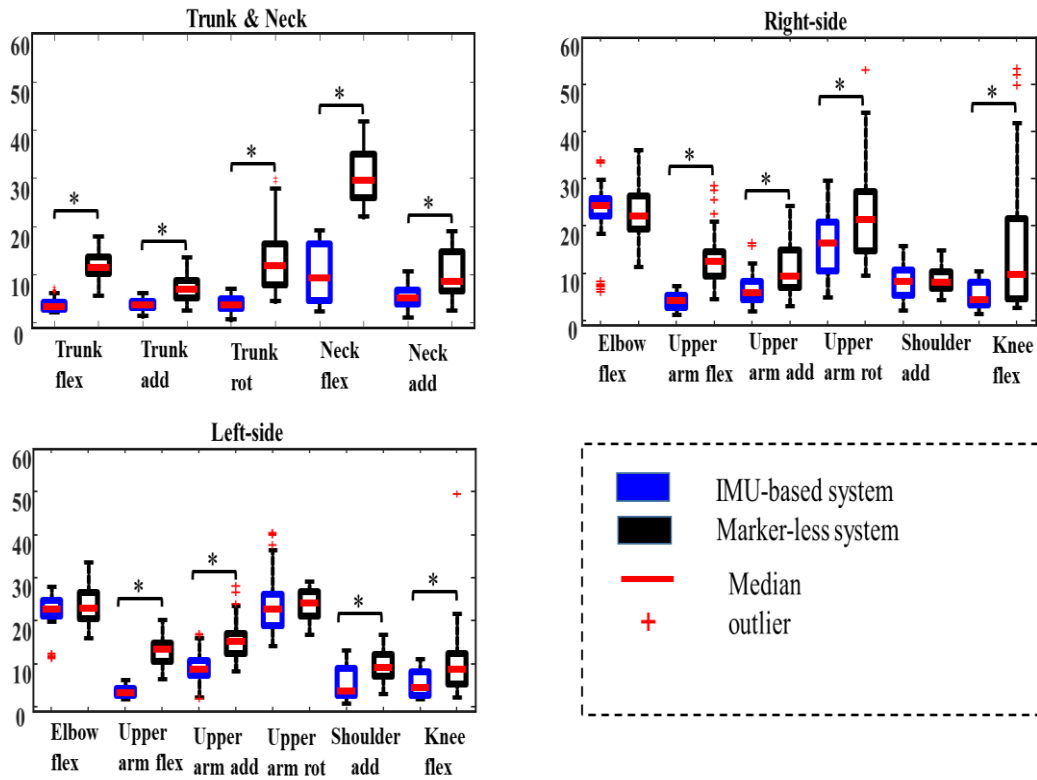 Trunk & Neck
60
50
40
30
20
10
0
*
*
*
*
*
Trunk
flex
Trunk
add
Trunk
rot
Neck
flex
Neck
add
Right-side
60
50
40
30
20
10
0
*
*
*
*
Elbow
flex
Upper
arm flex
Upper
arm add
Upper
arm rot
Shoulder
add
Knee
flex
Left-side
60
50
40
30
20
10
0
*
*
*
*
Elbow
flex
Upper
arm flex
Upper
arm add
Upper
arm rot
Shoulder
add
Knee
flex
IMU-based system
Marker-less system
Median
outlier